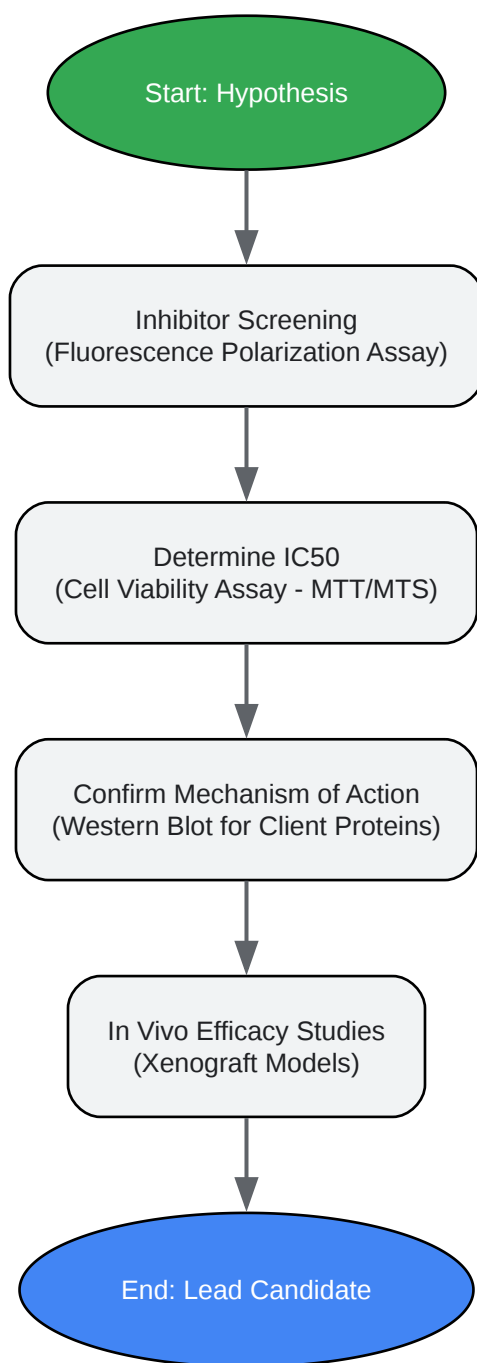 Start: Hypothesis
Inhibitor Screening
(Fluorescence Polarization Assay)
Determine IC50
(Cell Viability Assay - MTT/MTS)
Confirm Mechanism of Action
(Western Blot for Client Proteins)
In Vivo Efficacy Studies
(Xenograft Models)
End: Lead Candidate